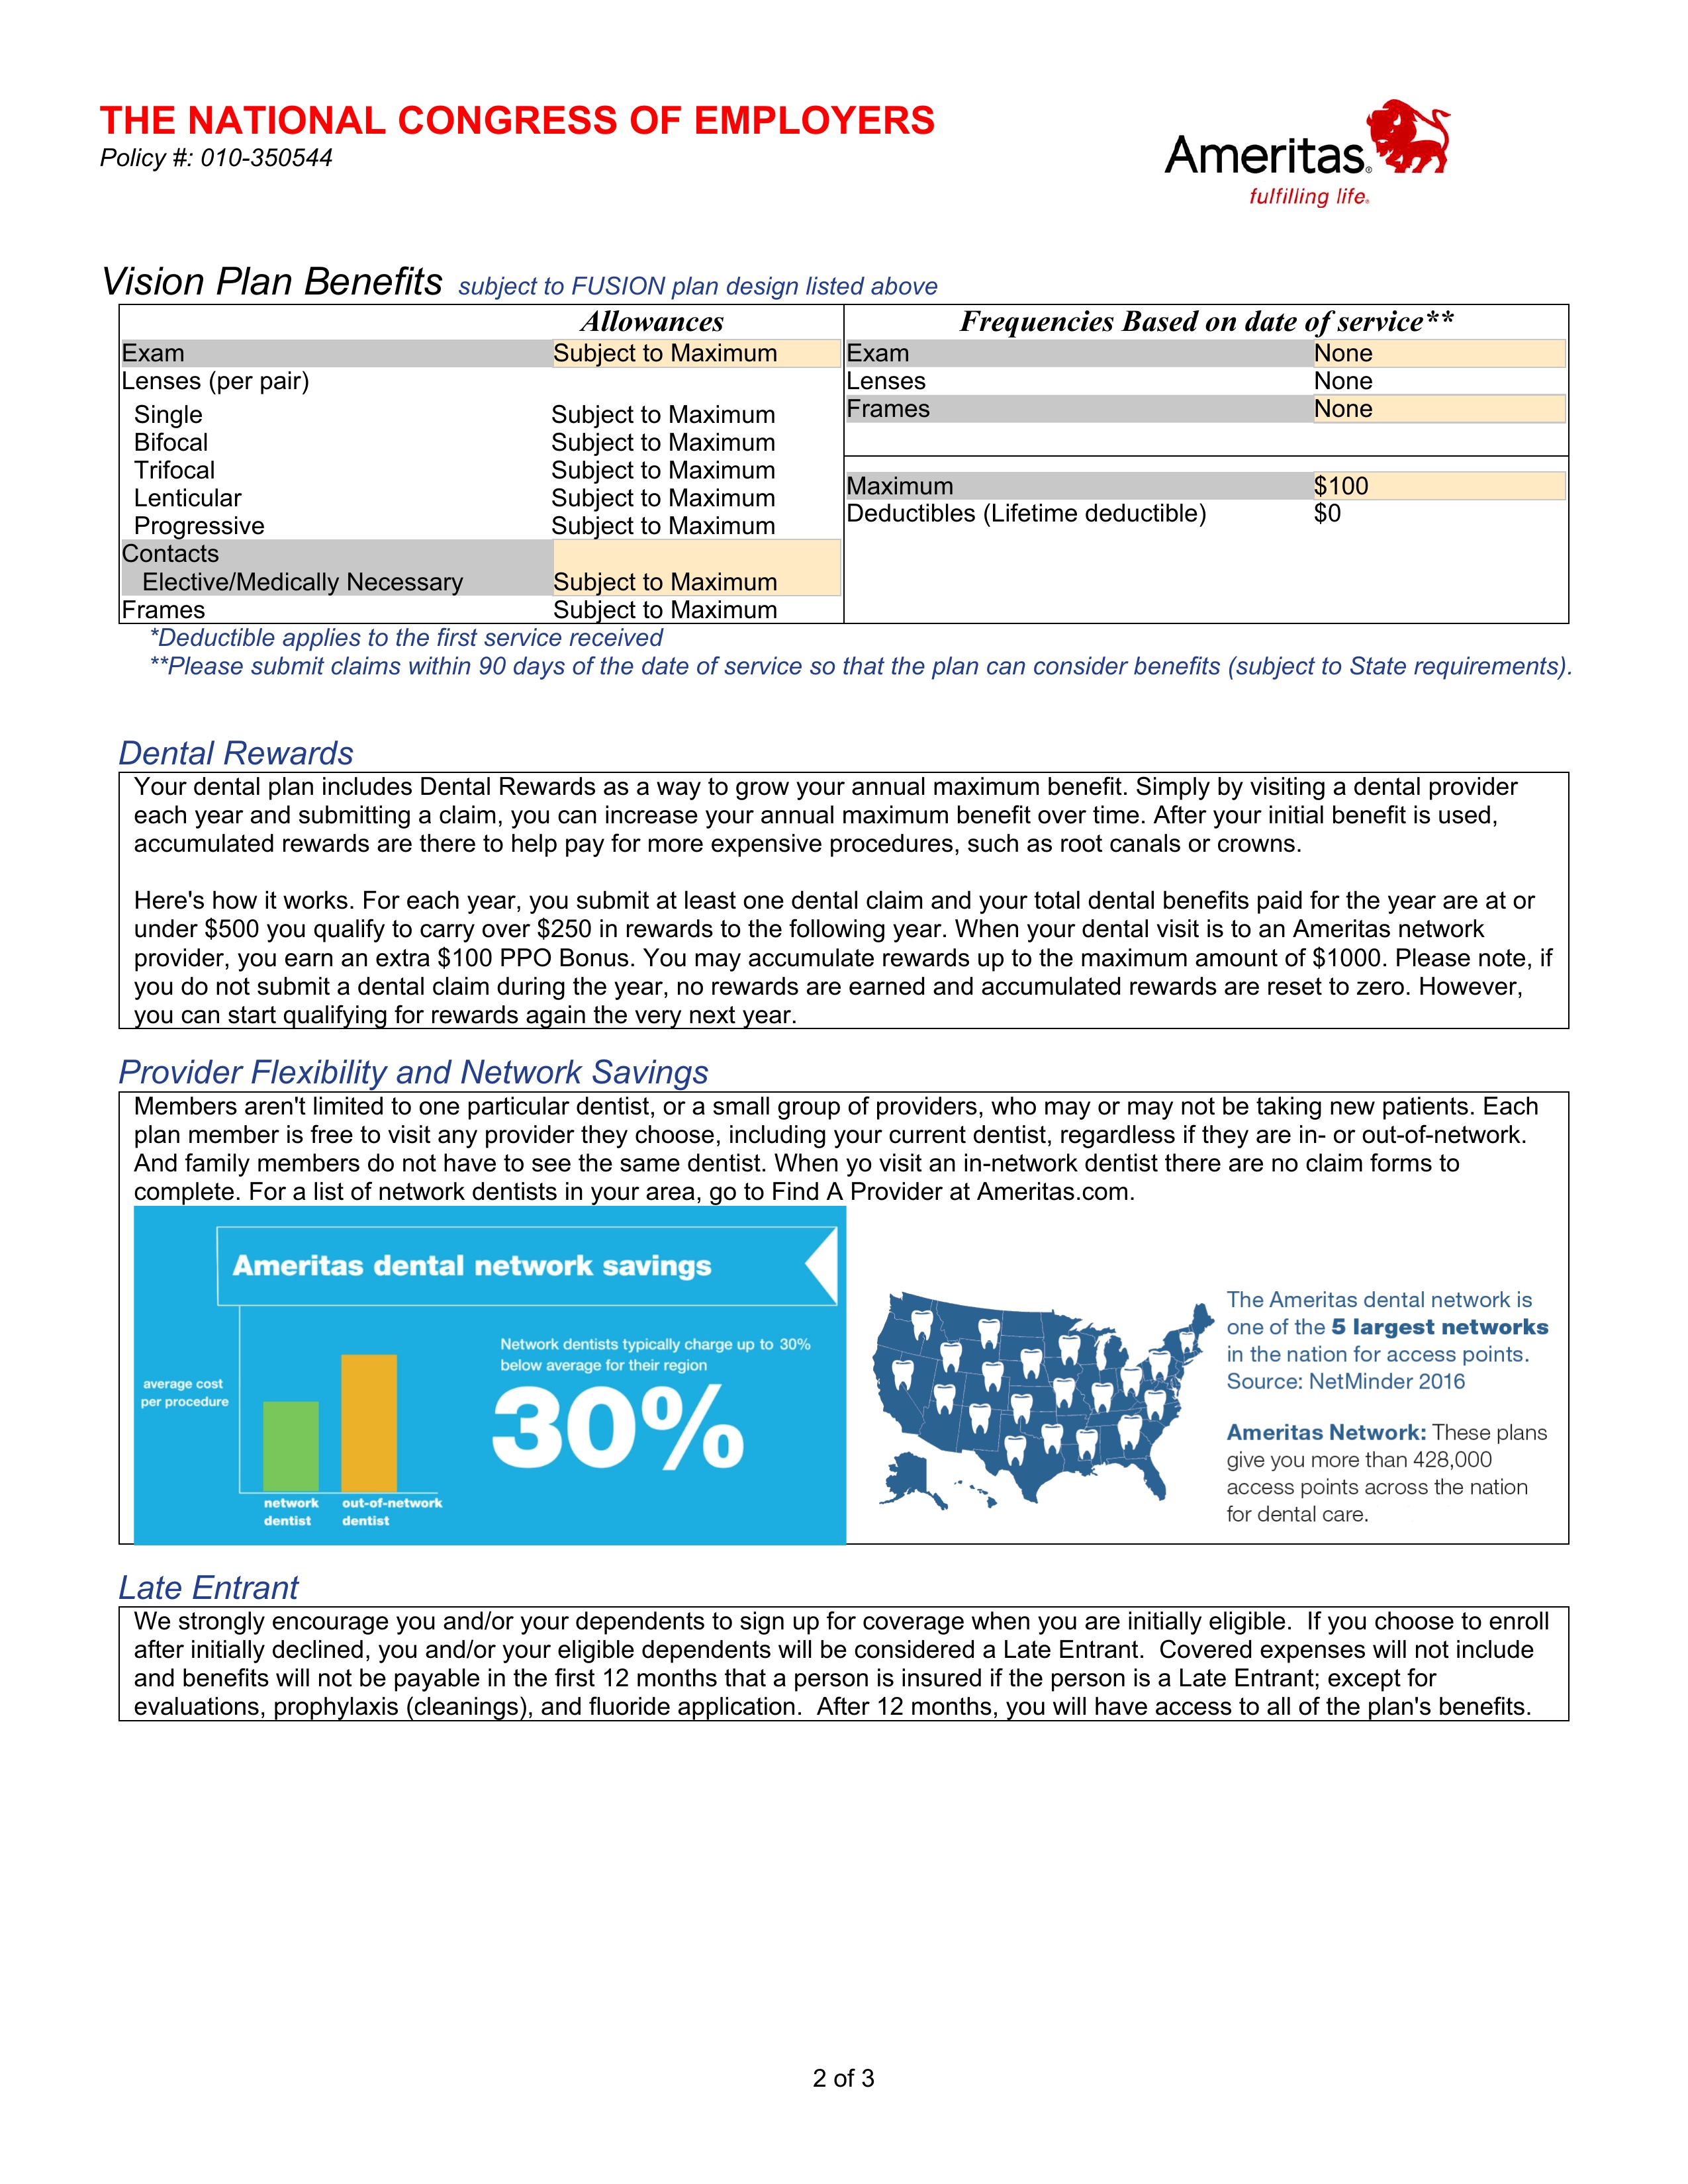 THE NATIONAL CONGRESS OF EMPLOYERS
Policy #: 010-350544
Ameritas®
fulfilling life®
Vision Plan Benefits subject to FUSION plan design listed above
Allowances
Exam Subject to Maximum
Lenses (per pair)
Single Subject to Maximum
Bifocal Subject to Maximum
Trifocal Subject to Maximum
Lenticular Subject to Maximum
Progressive Subject to Maximum
Contacts
Elective/Medically Necessary Subject to Maximum
Frames Subject to Maximum
Frequencies Based on date of service**
Exam None
Lenses None
Frames None
Maximum $100
Deductibles (Lifetime deductible) $0
*Deductible applies to the first service received
**Please submit claims within 90 days of the date of service so that the plan can consider benefits (subject to State requirements).
Dental Rewards
Your dental plan includes Dental Rewards as a way to grow your annual maximum benefit. Simply by visiting a dental provider
each year and submitting a claim, you can increase your annual maximum benefit over time. After your initial benefit is used,
accumulated rewards are there to help pay for more expensive procedures, such as root canals or crowns.
Here's how it works. For each year, you submit at least one dental claim and your total dental benefits paid for the year are at or
under $500 you qualify to carry over $250 in rewards to the following year. When your dental visit is to an Ameritas network
provider, you earn an extra $100 PPO Bonus. You may accumulate rewards up to the maximum amount of $1000. Please note, if
you do not submit a dental claim during the year, no rewards are earned and accumulated rewards are reset to zero. However,
you can start qualifying for rewards again the very next year.
Provider Flexibility and Network Savings
Members aren't limited to one particular dentist, or a small group of providers, who may or may not be taking new patients. Each
plan member is free to visit any provider they choose, including your current dentist, regardless if they are in- or out-of-network.
And family members do not have to see the same dentist. When yo visit an in-network dentist there are no claim forms to
complete. For a list of network dentists in your area, go to Find A Provider at Ameritas.com.
Ameritas dental network savings
Network dentists typically charge up to 30%
below average for their region
30%
average cost
per procedure
network
dentist
out-of-network
dentist
The Ameritas dental network is
one of the 5 largest networks
in the nation for access points.
Source: NetMinder 2016
Ameritas Network: These plans
give you more than 428,000
access points across the nation
for dental care.
Late Entrant
We strongly encourage you and/or your dependents to sign up for coverage when you are initially eligible.  If you choose to enroll
after initially declined, you and/or your eligible dependents will be considered a Late Entrant.  Covered expenses will not include
and benefits will not be payable in the first 12 months that a person is insured if the person is a Late Entrant; except for
evaluations, prophylaxis (cleanings), and fluoride application.  After 12 months, you will have access to all of the plan's benefits.
2 of 3